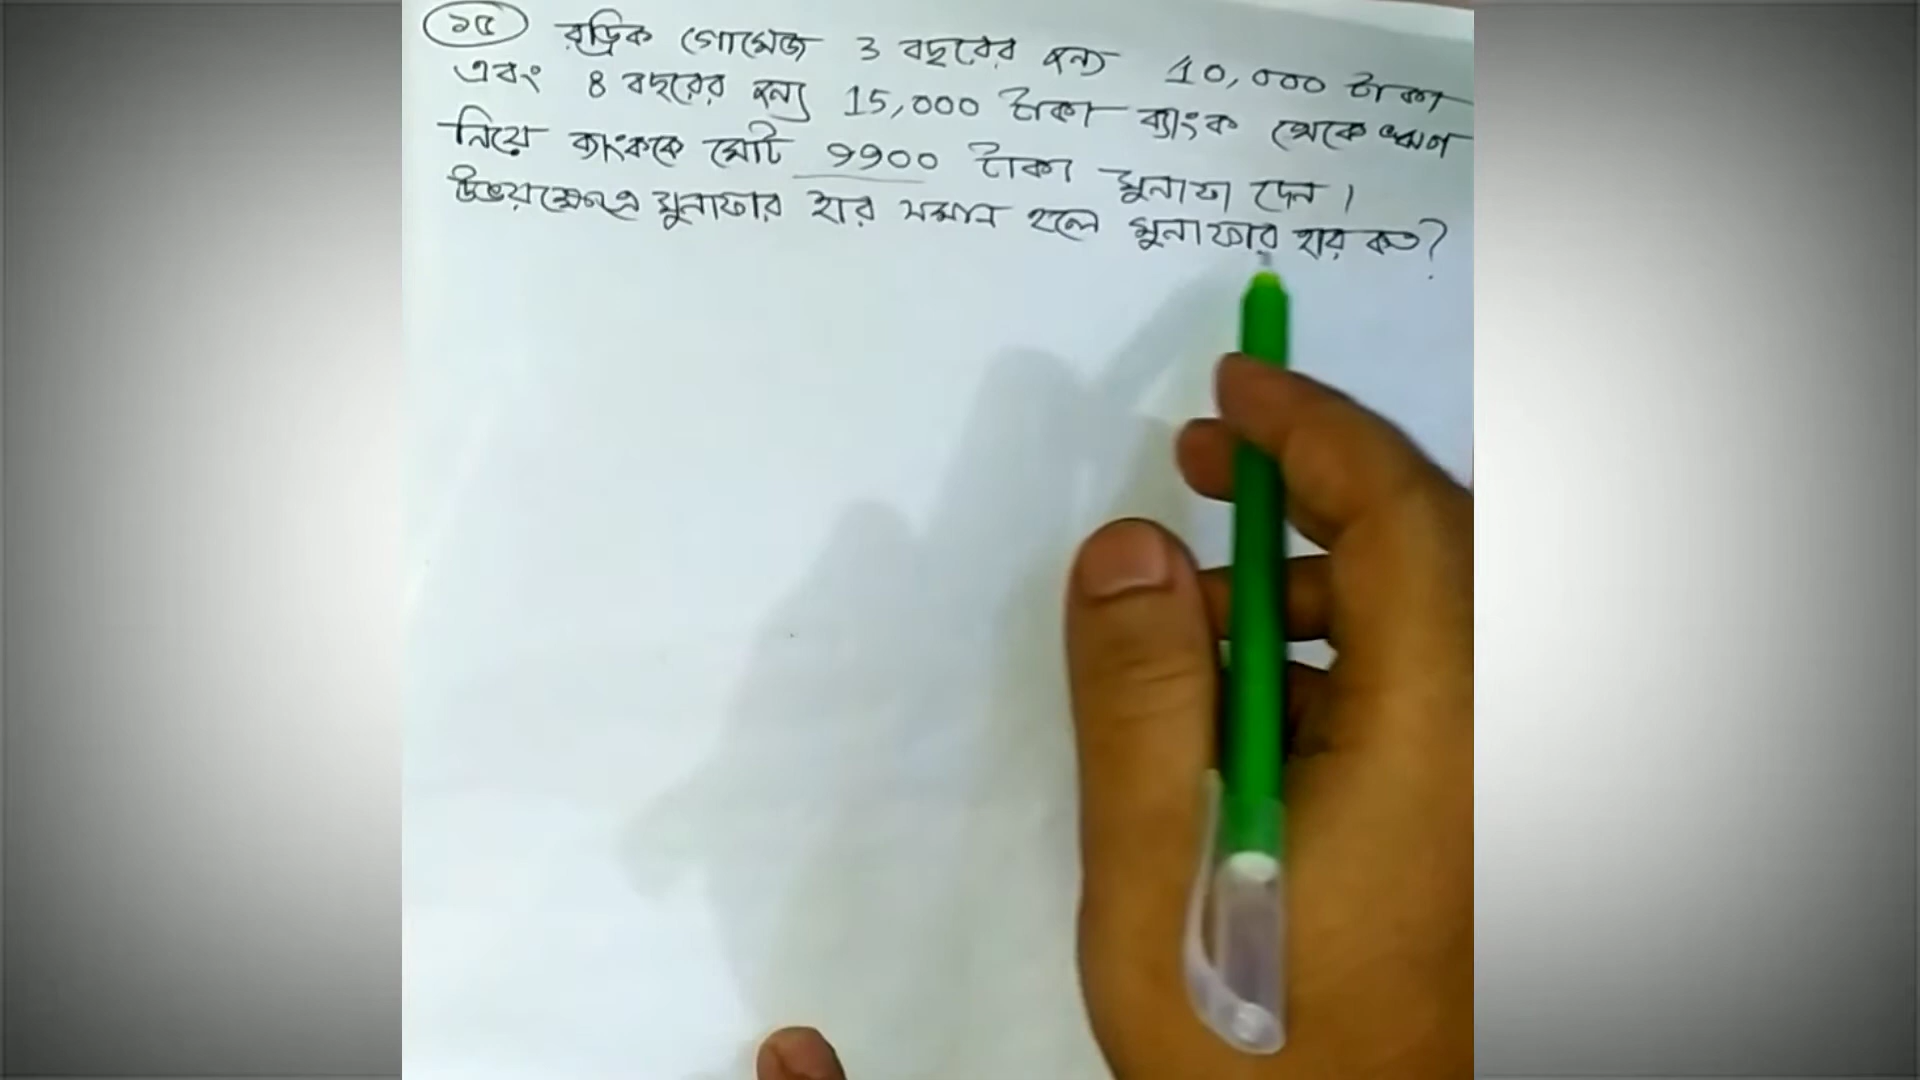 ১৫ রড্রিক গোমেজ 3 বছরের জন্য 10,000 টাকা
এবং 8 বছরের জন্য 15,000 টাকা ব্যাংক থেকে ঋণ
নিয়ে ব্যাংককে মোট 9900 টাকা মুনাফা দেন।
উভয়ক্ষেত্রে মুনাফার হার সমান হলে মুনাফার হার কত?